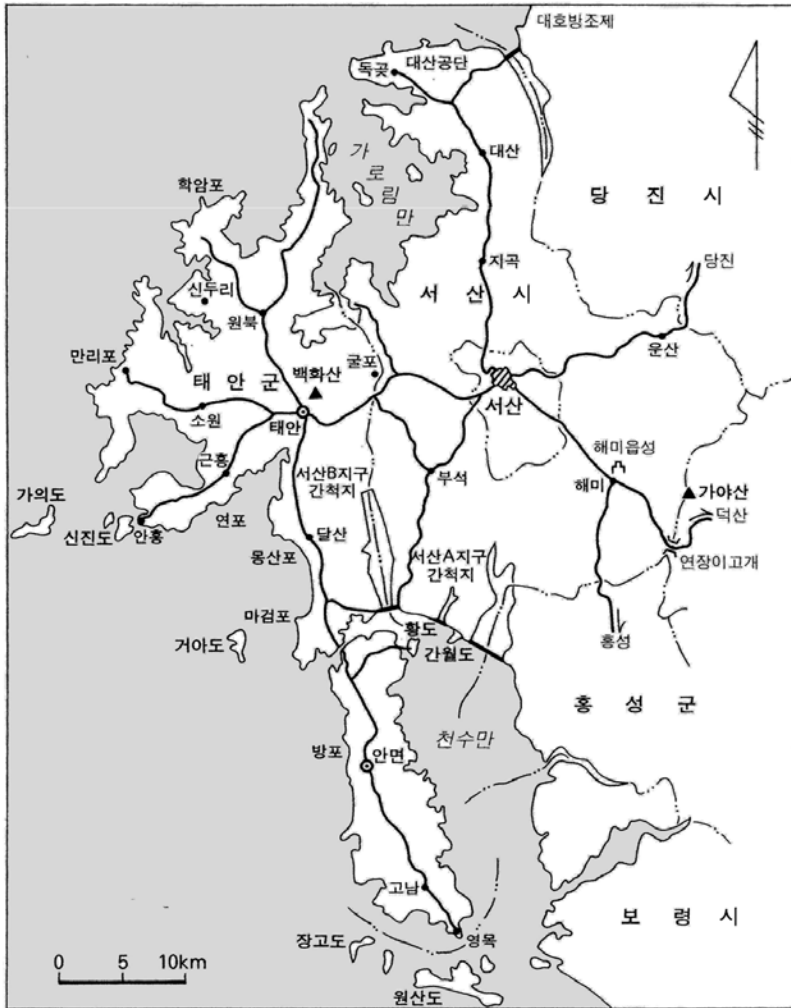 대호방조제
독곶
대산공단
대산
가로림만
학암포
당 진 시
지곡
당진
신두리
서 산 시
원북
운산
만리포
굴포
백화산
태 안 군
서산
소원
태안
해미읍성
근흥
서산B지구
간척지
부석
해미
가야산
가의도
덕산
신진도
안흥
연포
달산
몽산포
서산A지구
간척지
연장이고개
마검포
황도
거아도
간월도
홍성
홍 성 군
천수만
방포
안면
고남
보 령 시
영목
장고도
0 5 10km
원산도